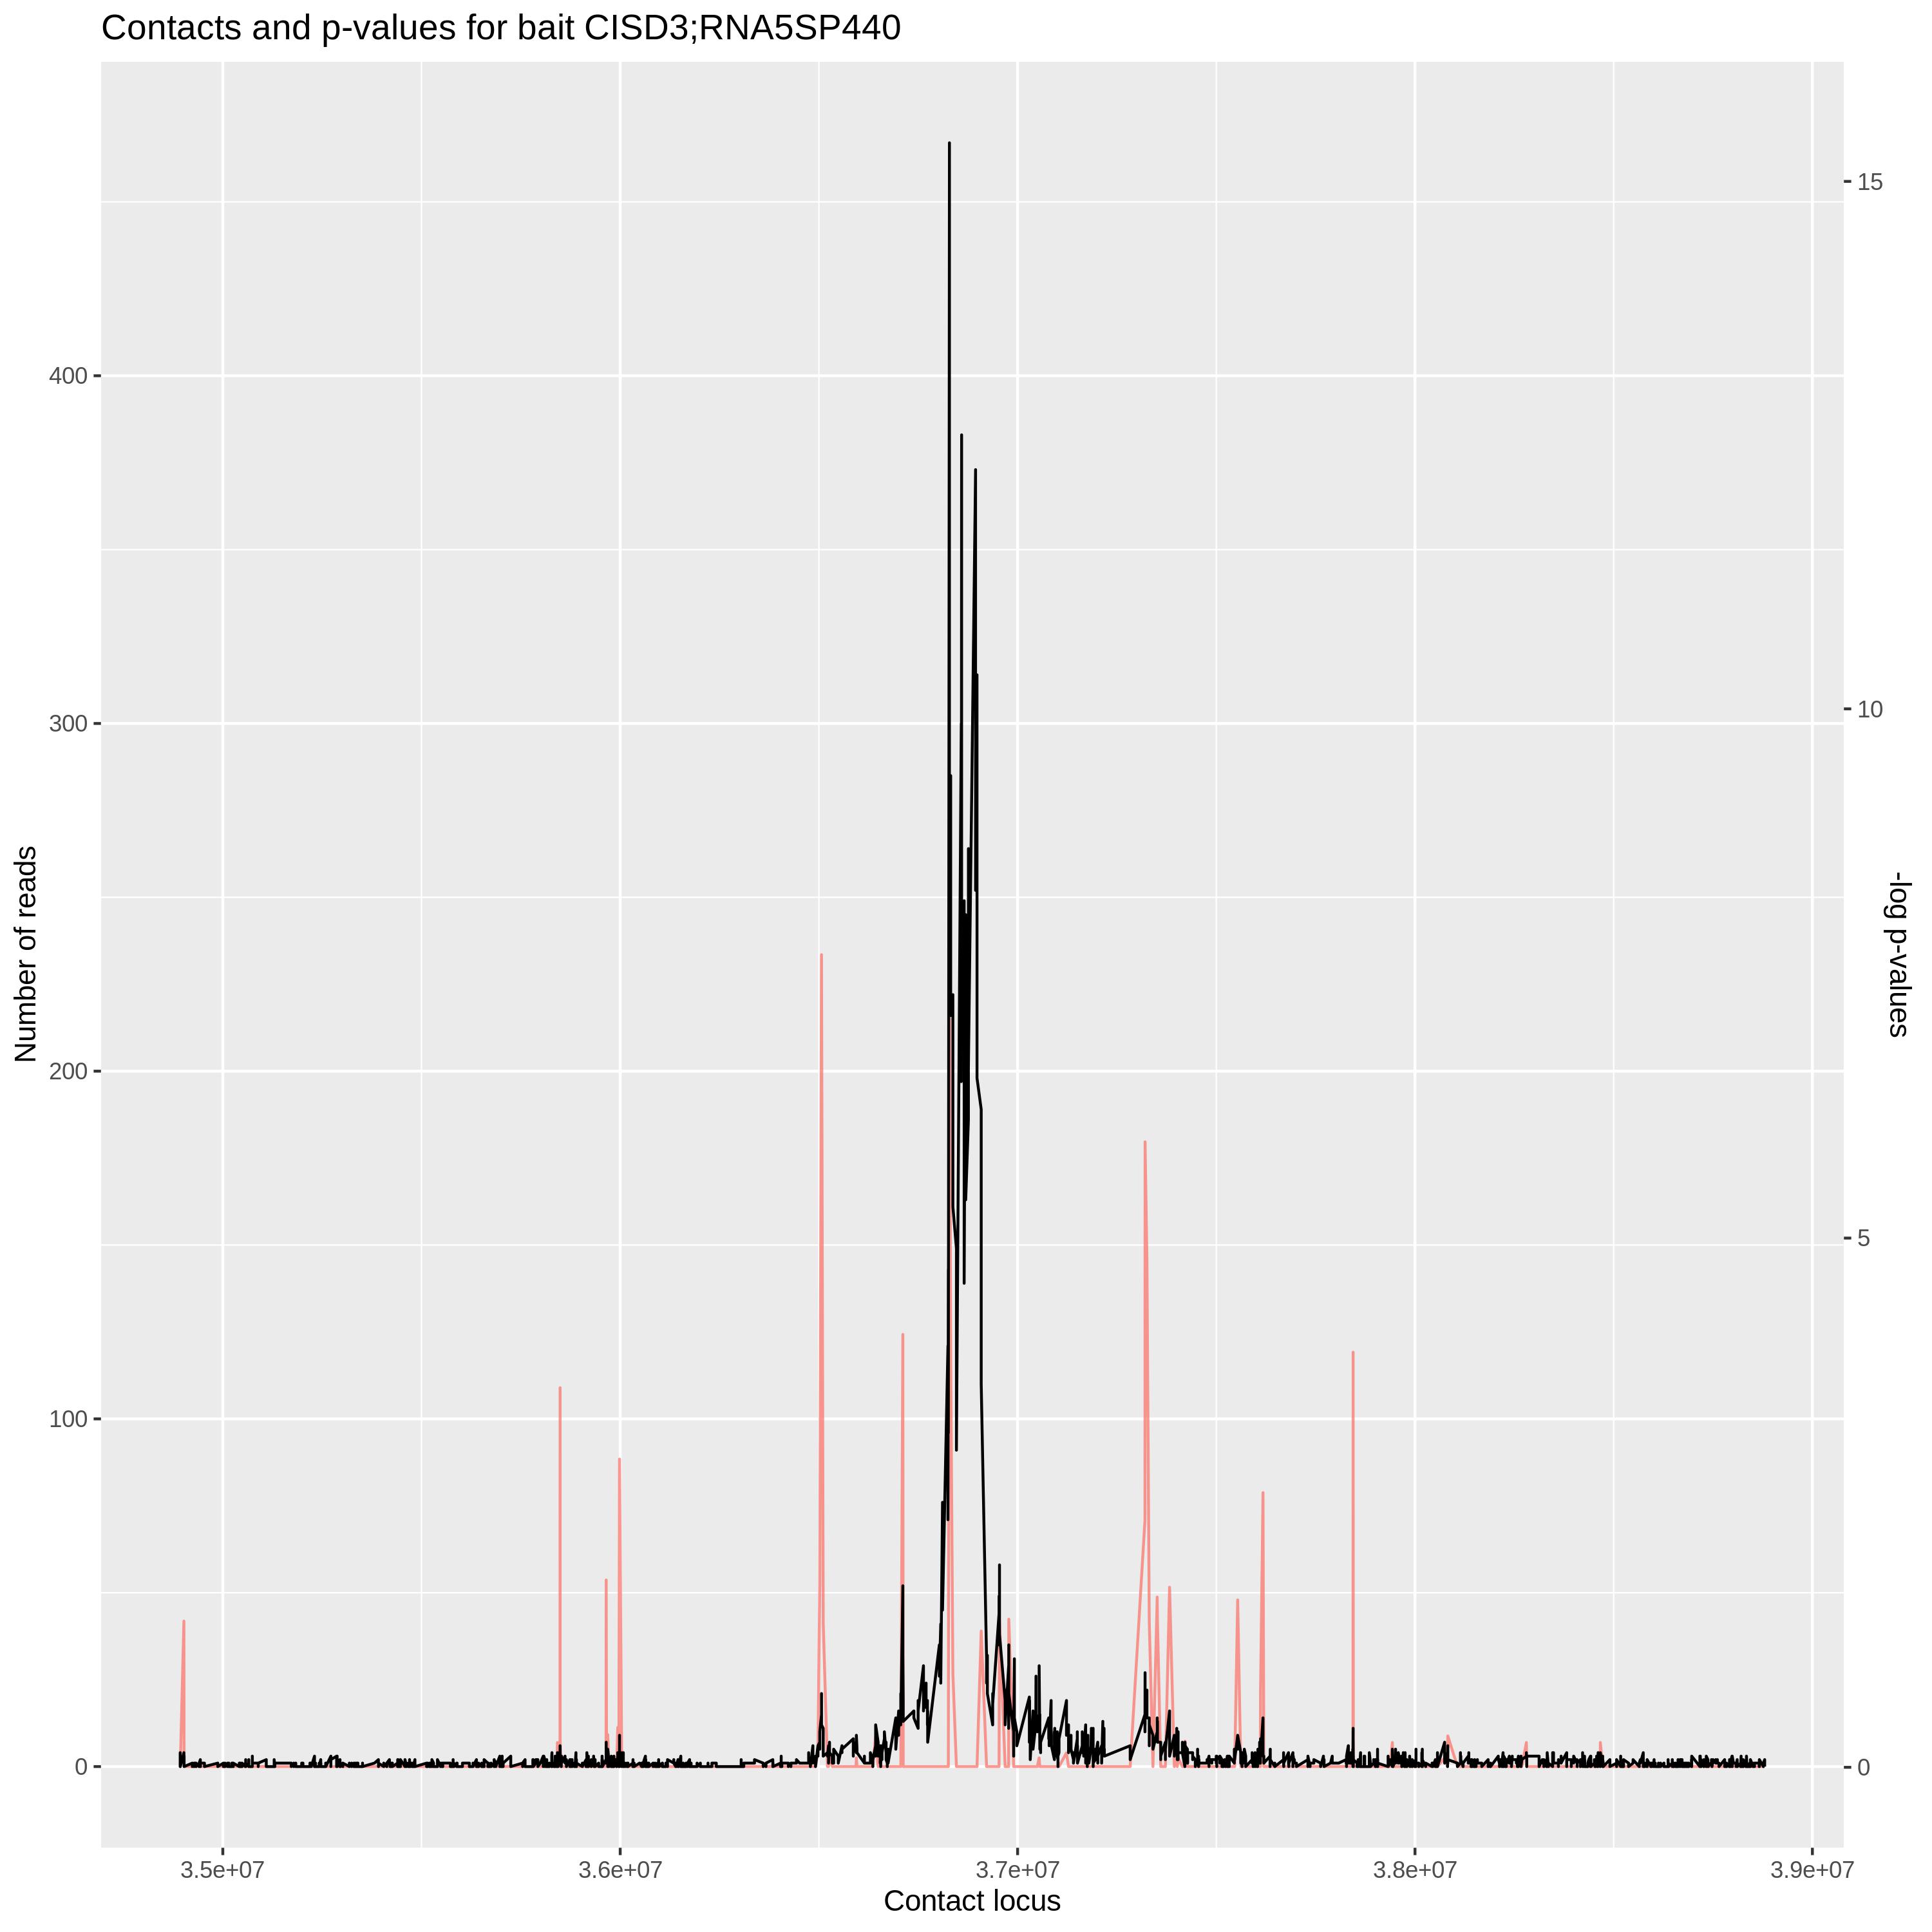 Contacts and p-values for bait CISD3;RNA5SP440
400
300
200
100
0
Number of reads
15
10
5
0
-log p-values
3.5e+07 3.6e+07 3.7e+07 3.8e+07 3.9e+07
Contact locus